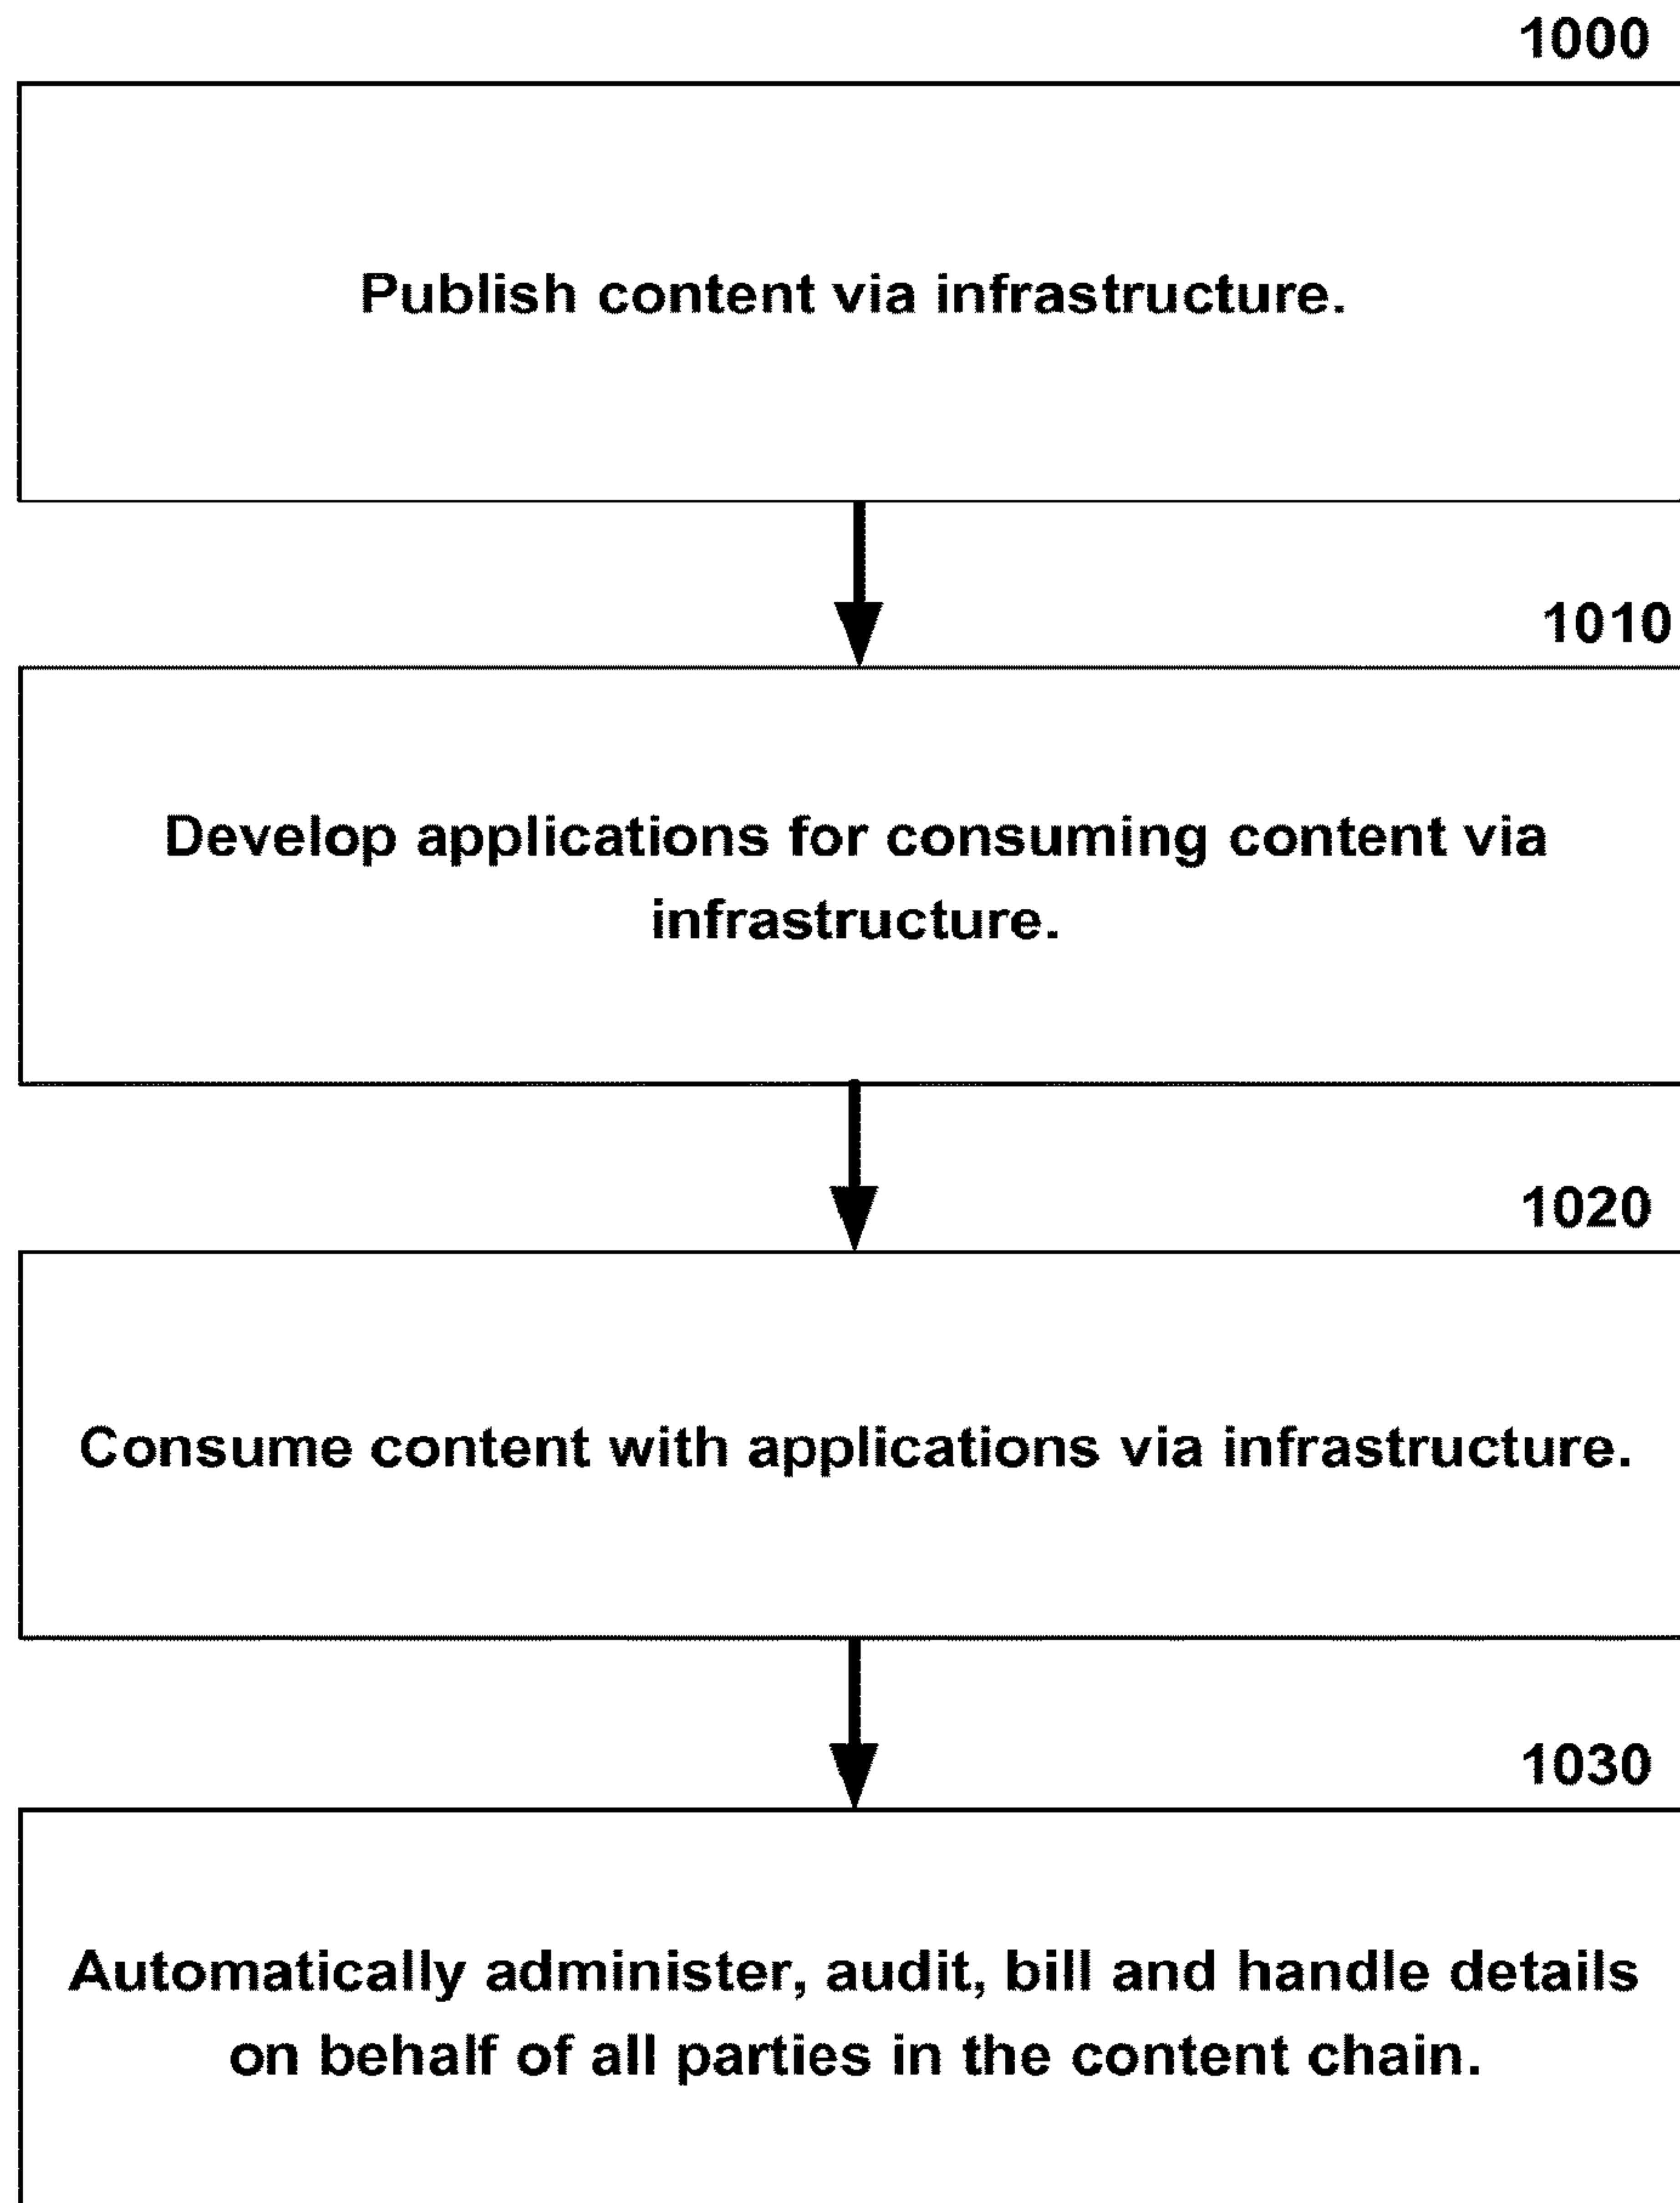 1000
Publish content via infrastructure.
1010
Develop applications for consuming content via
infrastructure.
1020
Consume content with applications via infrastructure.
1030
Automatically administer, audit, bill and handle details
on behalf of all parties in the content chain.